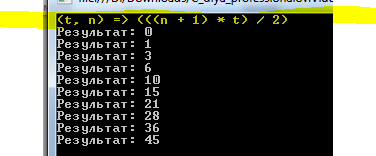 (t, n) => (((n + 1) * t) / 2)
Результат: 0
Результат: 1
Результат: 3
Результат: 6
Результат: 10
Результат: 15
Результат: 21
Результат: 28
Результат: 36
Результат: 45